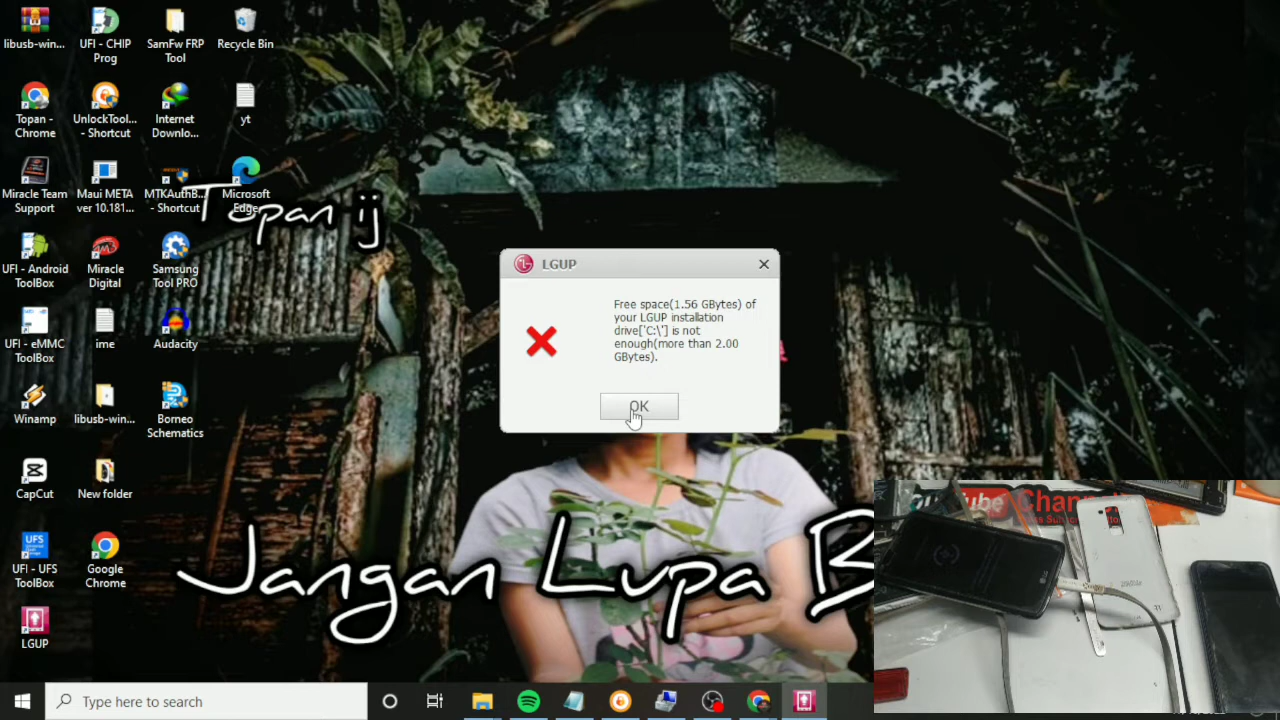 libusb-win...
UFI - CHIP
Prog
SamFw FRP
Tool
Recycle Bin
Topan -
Chrome
UnlockTool...
- Shortcut
Internet
Downlo...
yt
Miracle Team
Support
Maui META
ver 10.181...
MTKAuthB...
- Shortcut
Microsoft
Edge
Topan ij
UFI - Android
ToolBox
Miracle
Digital
Samsung
Tool PRO
UFI - eMMC
ToolBox
ime
Audacity
Winamp
libusb-win...
Borneo
Schematics
CapCut
New folder
UFI - UFS
ToolBox
Google
Chrome
LGUP
LGUP
Free space(1.56 GBytes) of
your LGUP installation
drive['C:\'] is not
enough(more than 2.00
GBytes).
OK
Jangan Lupa B
Type here to search